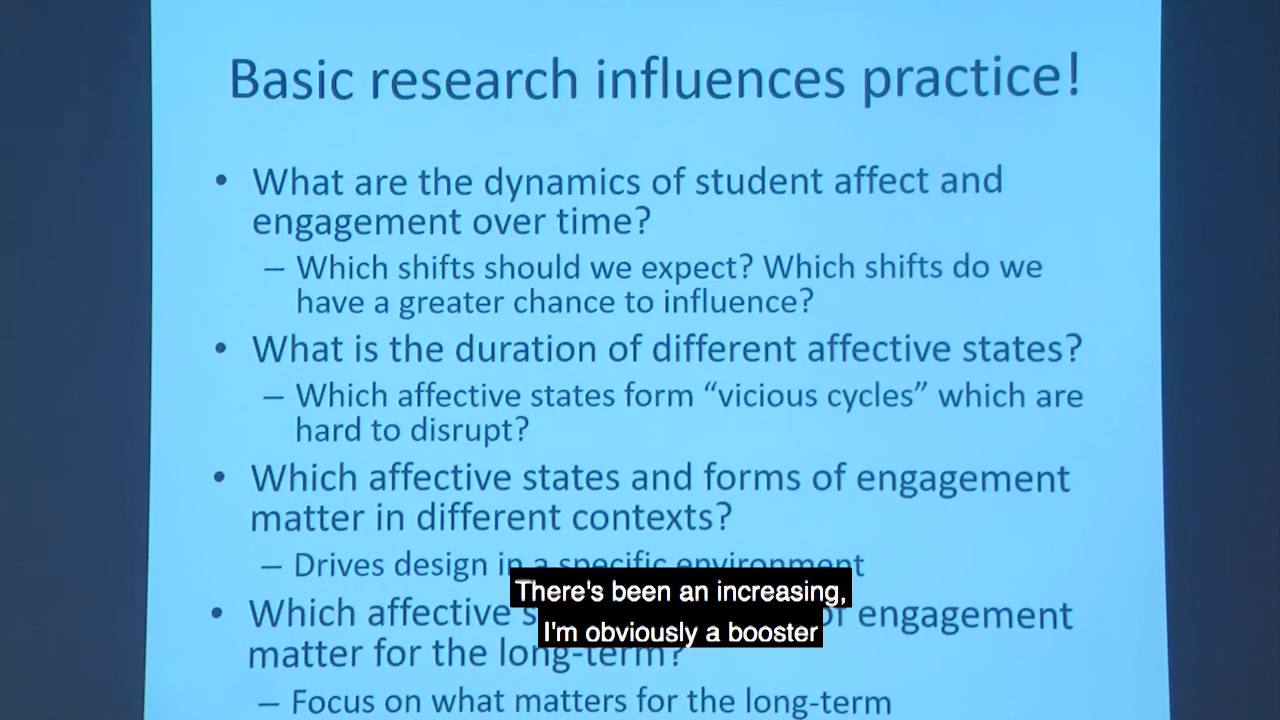 Basic research influences practice!
• What are the dynamics of student affect and
engagement over time?
– Which shifts should we expect? Which shifts do we
have a greater chance to influence?
• What is the duration of different affective states?
– Which affective states form “vicious cycles” which are
hard to disrupt?
• Which affective states and forms of engagement
matter in different contexts?
– Drives design in a specific environment
• Which affective of engagement
matter for the long-term?
– Focus on what matters for the long-term
There's been an increasing,
I'm obviously a booster